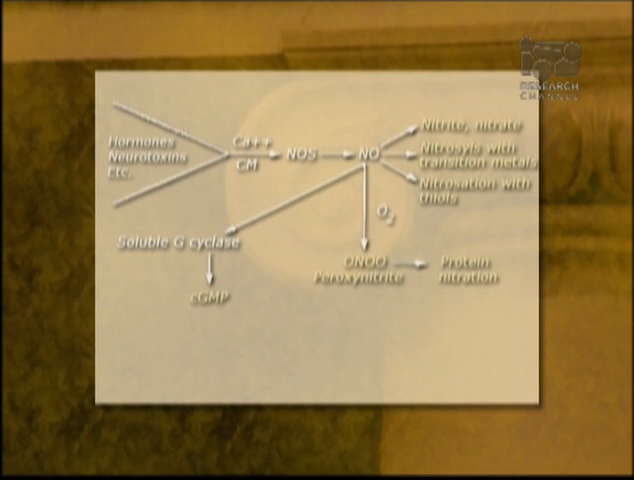 RESEARCH
CHANNEL
Hormones
Neurotoxins
Etc.
Ca++
CM
NOS
NO
Nitrite, nitrate
Nitrosyls with
transition metals
Nitrosation with
thiols
O2
Soluble G cyclase
cGMP
ONOO
Peroxynitrite
Protein
nitration